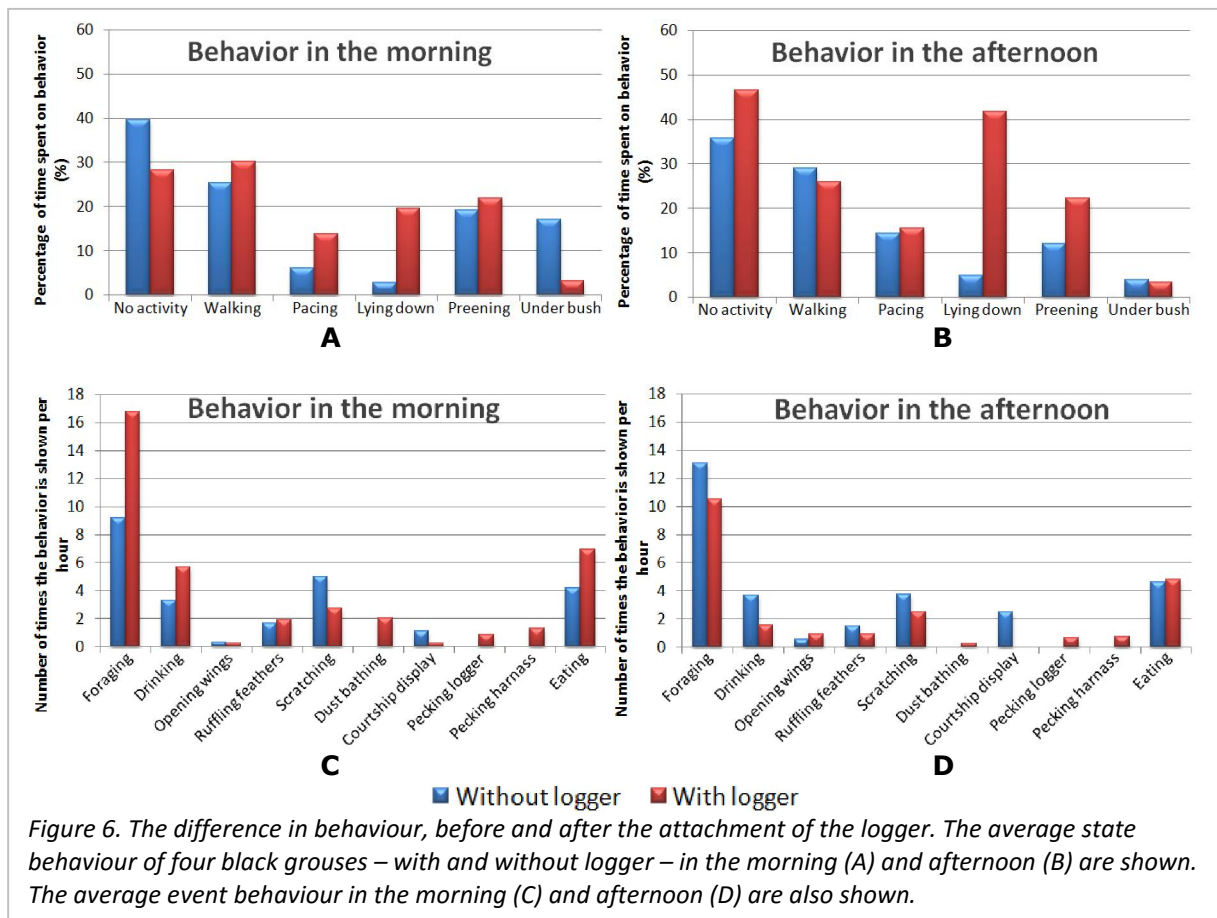 Behavior in the morning
Percentage of time spent on behavior
(%)
60
50
40
30
20
10
0
No activity Walking Pacing Lying down Preening Under bush
A
Behavior in the afternoon
Percentage of time spent on behavior
(%)
60
50
40
30
20
10
0
No activity Walking Pacing Lying down Preening Under bush
B
Behavior in the morning
Number of times the behavior is shown per
hour
18
16
14
12
10
8
6
4
2
0
Foraging
Drinking
Opening wings
Ruffling feathers
Scratching
Dust bathing
Courtship display
Pecking logger
Pecking harnass
Eating
C
Behavior in the afternoon
Number of times the behavior is shown per
hour
18
16
14
12
10
8
6
4
2
0
Foraging
Drinking
Opening wings
Ruffling feathers
Scratching
Dust bathing
Courtship display
Pecking logger
Pecking harnass
Eating
D
Without logger With logger
Figure 6. The difference in behaviour, before and after the attachment of the logger. The average state
behaviour of four black grouses – with and without logger – in the morning (A) and afternoon (B) are shown.
The average event behaviour in the morning (C) and afternoon (D) are also shown.